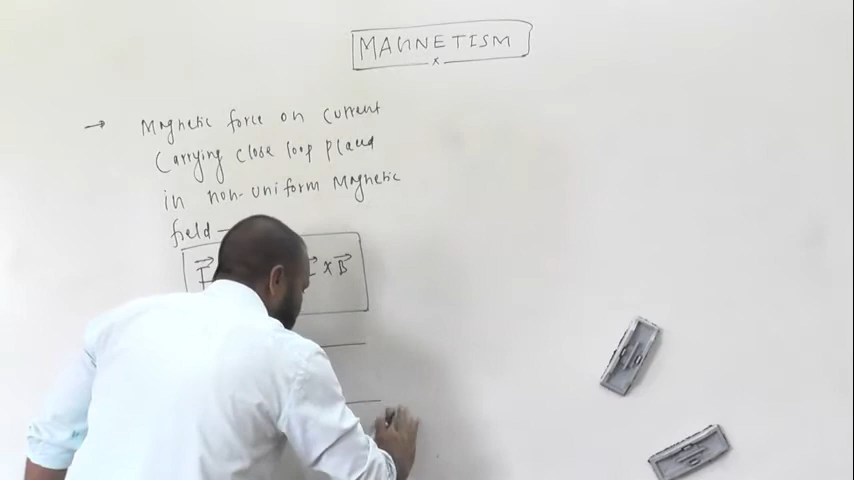 MAGNETISM
x
→ Magnetic force on current
Carrying close loop placed
in non-uniform Magnetic
field -
F x B